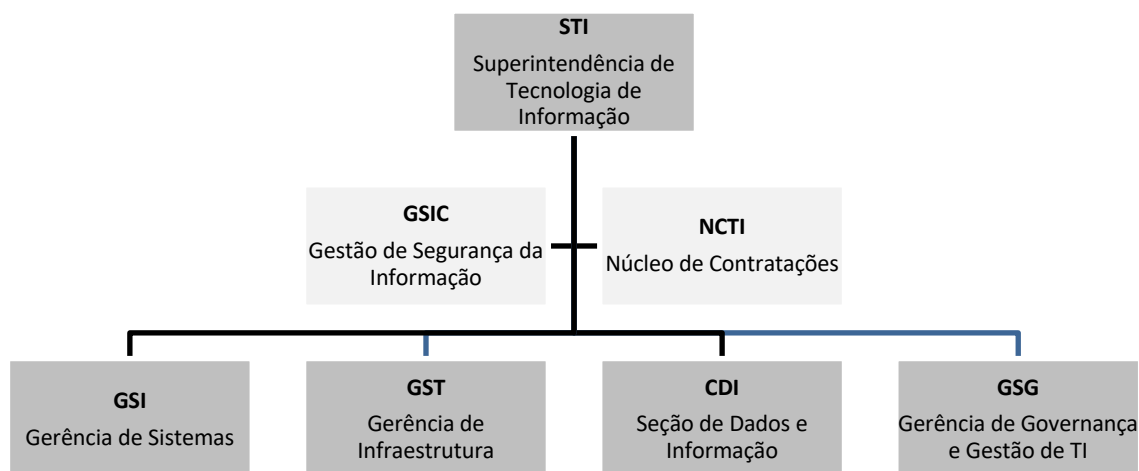 STI
Superintendência de
Tecnologia de
Informação
GSIC
Gestão de Segurança da
Informação
NCTI
Núcleo de Contratações
GSI
Gerência de Sistemas
GST
Gerência de
Infraestrutura
CDI
Seção de Dados e
Informação
GSG
Gerência de Governança
e Gestão de TI